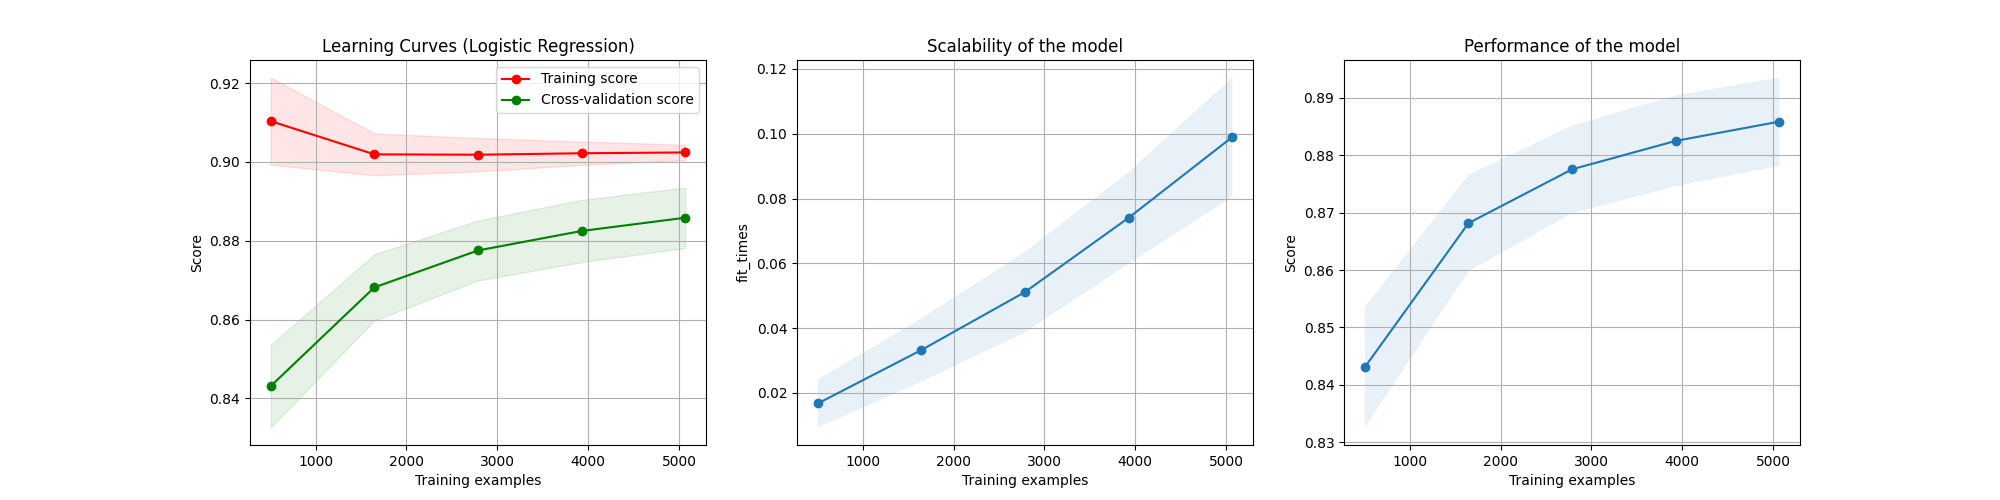 Learning Curves (Logistic Regression)
Training score
Cross-validation score
0.92
0.90
0.88
0.86
0.84
Score
1000 2000 3000 4000 5000
Training examples
Scalability of the model
0.12
0.10
0.08
0.06
0.04
0.02
fit_times
1000 2000 3000 4000 5000
Training examples
Performance of the model
0.89
0.88
0.87
0.86
0.85
0.84
0.83
Score
1000 2000 3000 4000 5000
Training examples